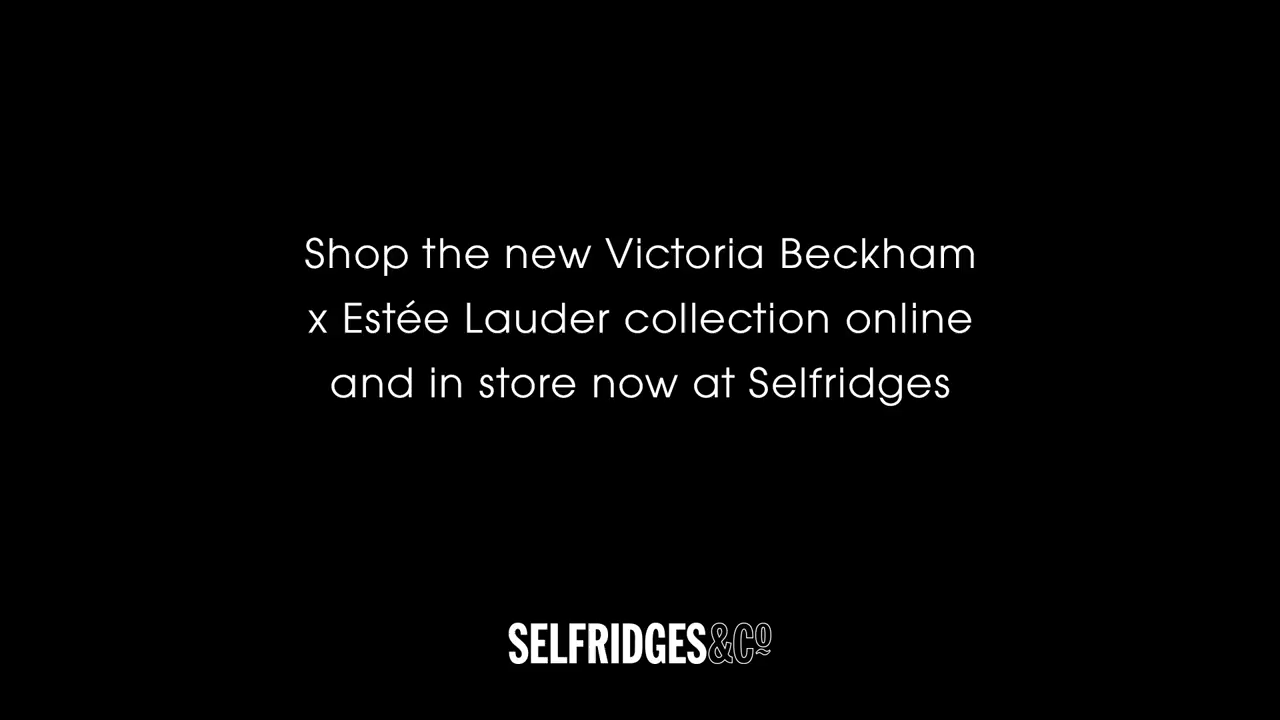 Shop the new Victoria Beckham
x Estée Lauder collection online
and in store now at Selfridges
SELFRIDGES&Co